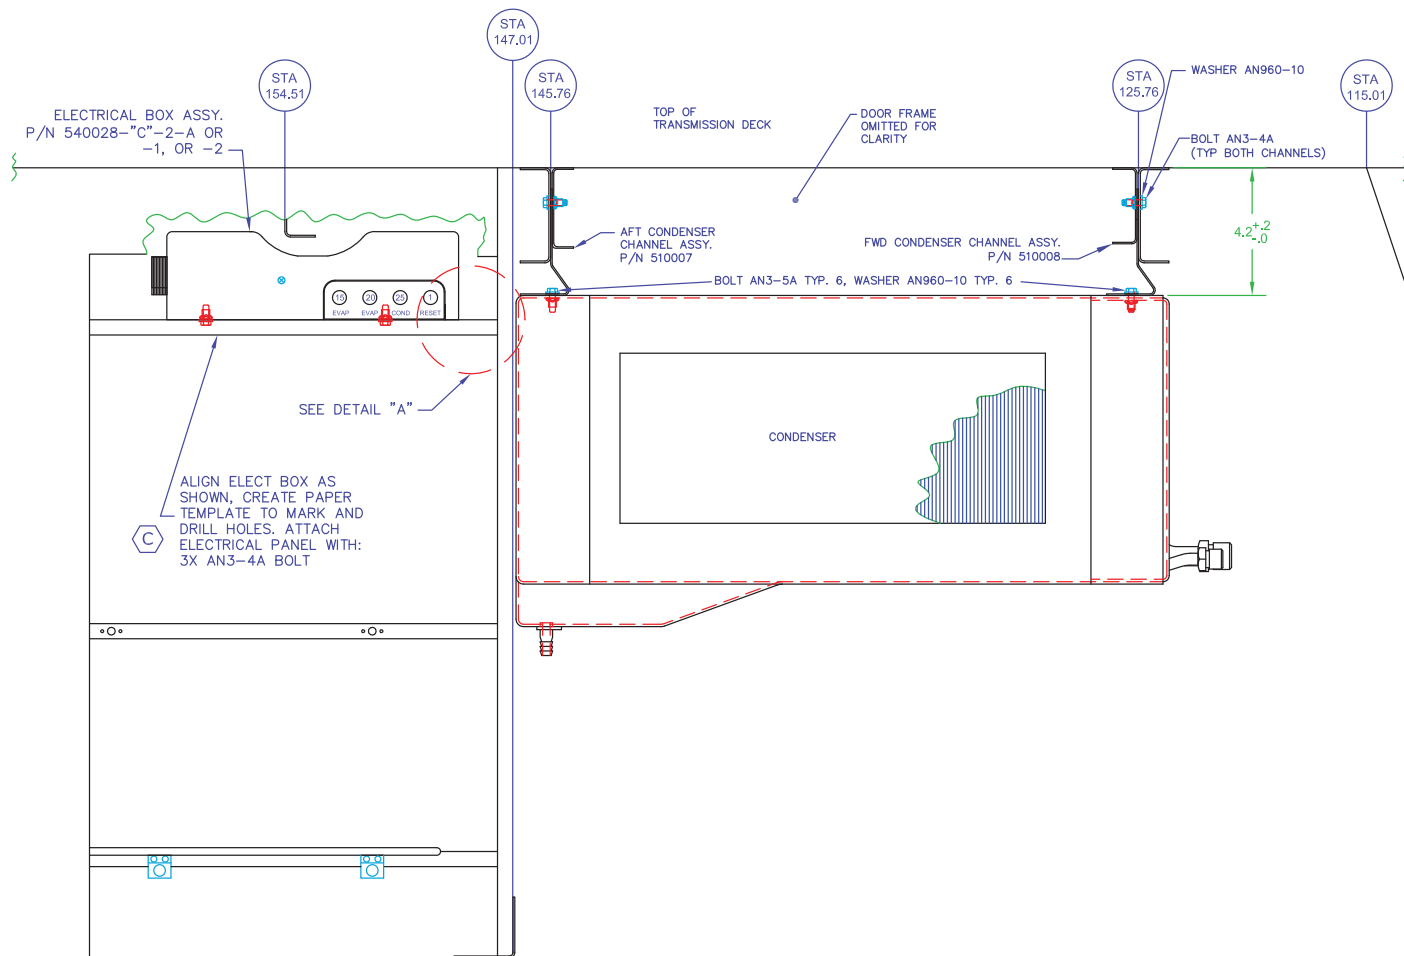 STA
147.01
STA
154.51
STA
145.76
STA
125.76
STA
115.01
WASHER AN960-10
ELECTRICAL BOX ASSY.
P/N 540028-"C"-2-A OR
-1, OR -2
TOP OF
TRANSMISSION DECK
DOOR FRAME
OMITTED FOR
CLARITY
BOLT AN3-4A
(TYP BOTH CHANNELS)
AFT CONDENSER
CHANNEL ASSY.
P/N 510007
FWD CONDENSER CHANNEL ASSY.
P/N 510008
4.2+.2
-.0
BOLT AN3-5A TYP. 6, WASHER AN960-10 TYP. 6
15 20 25 1
EVAP EVAP COND RESET
SEE DETAIL "A"
CONDENSER
C
ALIGN ELECT BOX AS
SHOWN, CREATE PAPER
TEMPLATE TO MARK AND
DRILL HOLES. ATTACH
ELECTRICAL PANEL WITH:
3X AN3-4A BOLT